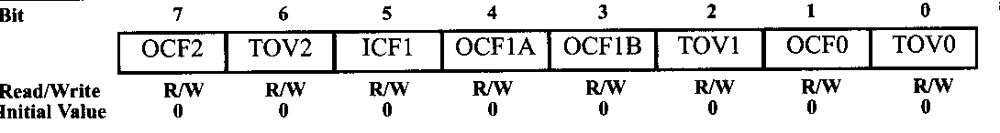 Bit 7 6 5 4 3 2 1 0
OCF2 TOV2 ICF1 OCF1A OCF1B TOV1 OCF0 TOV0
Read/Write R/W R/W R/W R/W R/W R/W R/W R/W
Initial Value 0 0 0 0 0 0 0 0